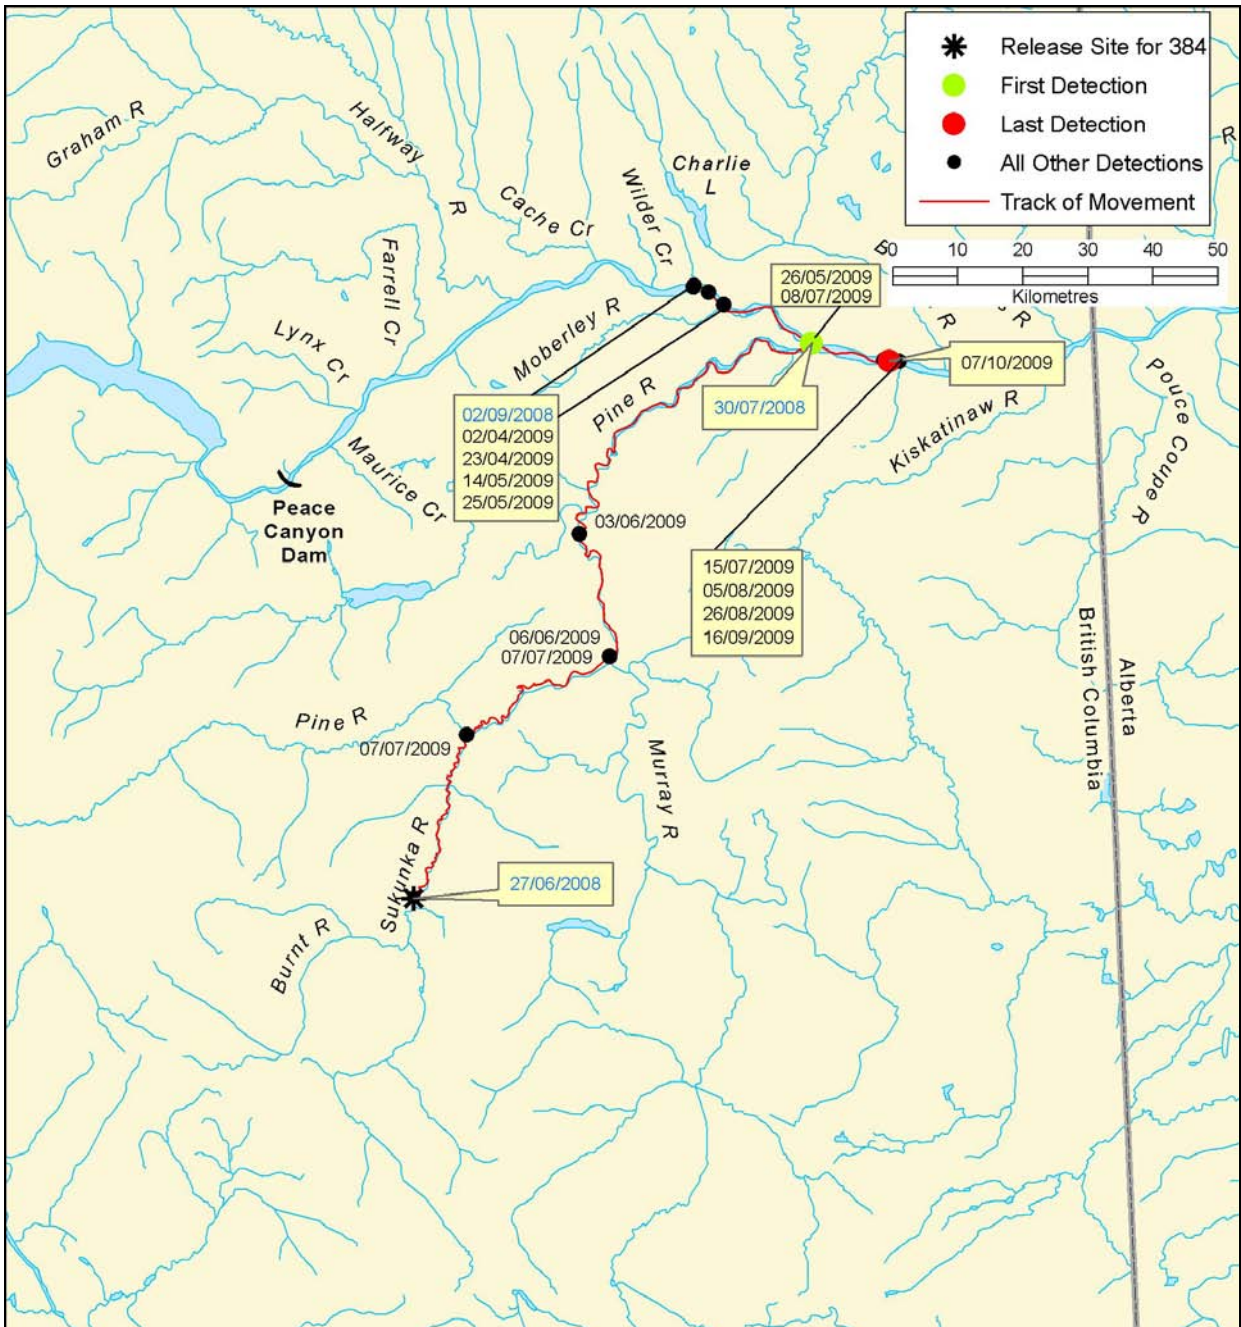 Release Site for 384
First Detection
Last Detection
All Other Detections
Track of Movement
0 10 20 30 40 50
Kilometres
Graham R
Halfway
R
Charlie
L
Wilder Cr
Cache Cr
Farrell Cr
Lynx Cr
Moberley R
26/05/2009
08/07/2009
07/10/2009
30/07/2008
02/09/2008
02/04/2009
23/04/2009
14/05/2009
25/05/2009
Pine R
Kiskatinaw R
Pouce Coupe R
Maurice Cr
Peace
Canyon
Dam
03/06/2009
15/07/2009
05/08/2009
26/08/2009
16/09/2009
06/06/2009
07/07/2009
British Columbia
Alberta
Pine R
07/07/2009
Murray R
Sukunka R
27/06/2008
Burnt R
R
R
R